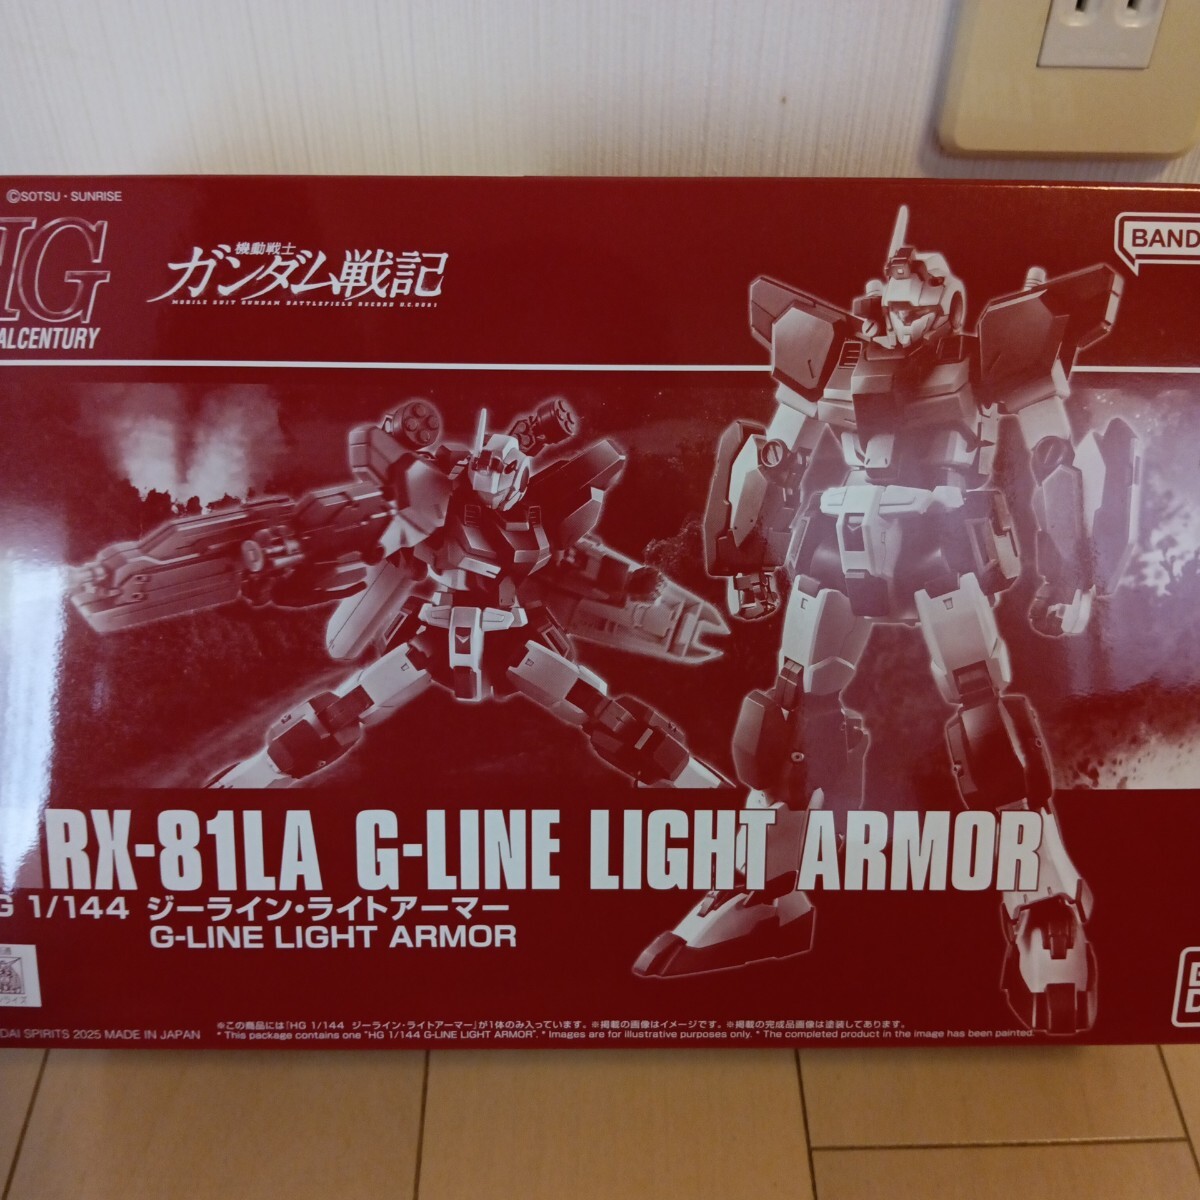 ©SOTSU・SUNRISE
HG
機動戦士
ガンダム戦記
MOBILE SUIT GUNDAM BATTLEFIELD RECORD U.C.0081
BAND
ALCENTURY
RX-81LA G-LINE LIGHT ARMOR
G 1/144 ジーライン・ライトアーマー
G-LINE LIGHT ARMOR
※この商品には「HG 1/144 ジーライン・ライトアーマー」が1体のみ入っています。※掲載の画像はイメージです。※掲載の完成品画像は塗装してあります。
DAI SPIRITS 2025 MADE IN JAPAN
* This package contains one "HG 1/144 G-LINE LIGHT ARMOR". * Images are for illustrative purposes only. * The completed product in the image has been painted.